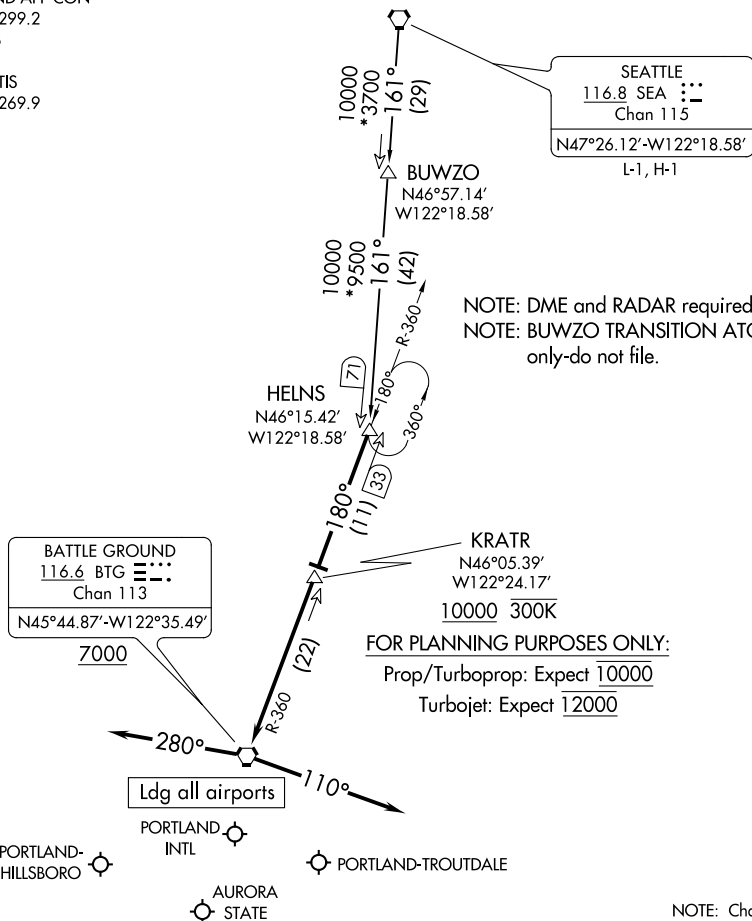 299.2
TIS
269.9
10000
*3700
161°
(29)
SEATTLE
116.8 SEA
Chan 115
N47°26.12'-W122°18.58'
L-1, H-1
BUWZO
N46°57.14'
W122°18.58'
10000
*9500
161°
(42)
NOTE: DME and RADAR required
NOTE: BUWZO TRANSITION
only-do not file.
R-360
71
180°
360°
HELNS
N46°15.42'
W122°18.58'
33
180°
(11)
KRATR
N46°05.39'
W122°24.17'
10000 300K
BATTLE GROUND
116.6 BTG
Chan 113
N45°44.87'-W122°35.49'
7000
FOR PLANNING PURPOSES ONLY:
Prop/Turboprop: Expect 10000
Turbojet: Expect 12000
(22)
R-360
280°
110°
Ldg all airports
PORTLAND
INTL
PORTLAND-
HILLSBORO
PORTLAND-TROUTDALE
AURORA
STATE
NOTE: